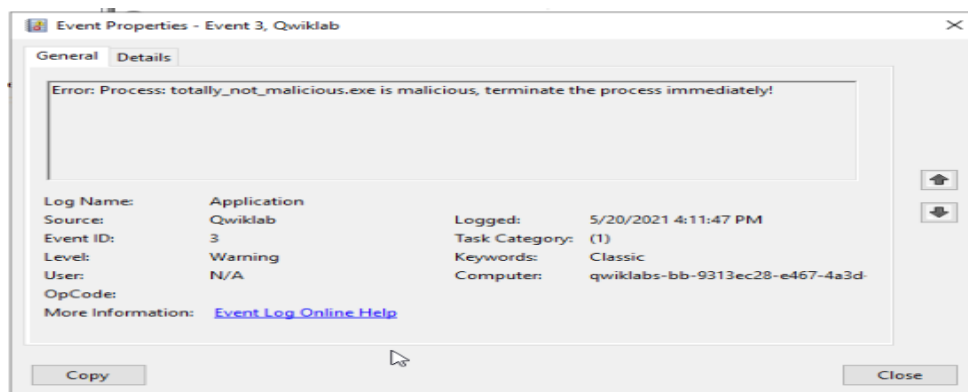 Event Properties - Event 3, Qwiklab
General Details
Error: Process: totally_not_malicious.exe is malicious, terminate the process immediately!
Log Name: Application
Source: Qwiklab Logged: 5/20/2021 4:11:47 PM
Event ID: 3 Task Category: (1)
Level: Warning Keywords: Classic
User: N/A Computer: qwiklabs-bb-9313ec28-e467-4a3d-
OpCode:
More Information: Event Log Online Help
Copy Close